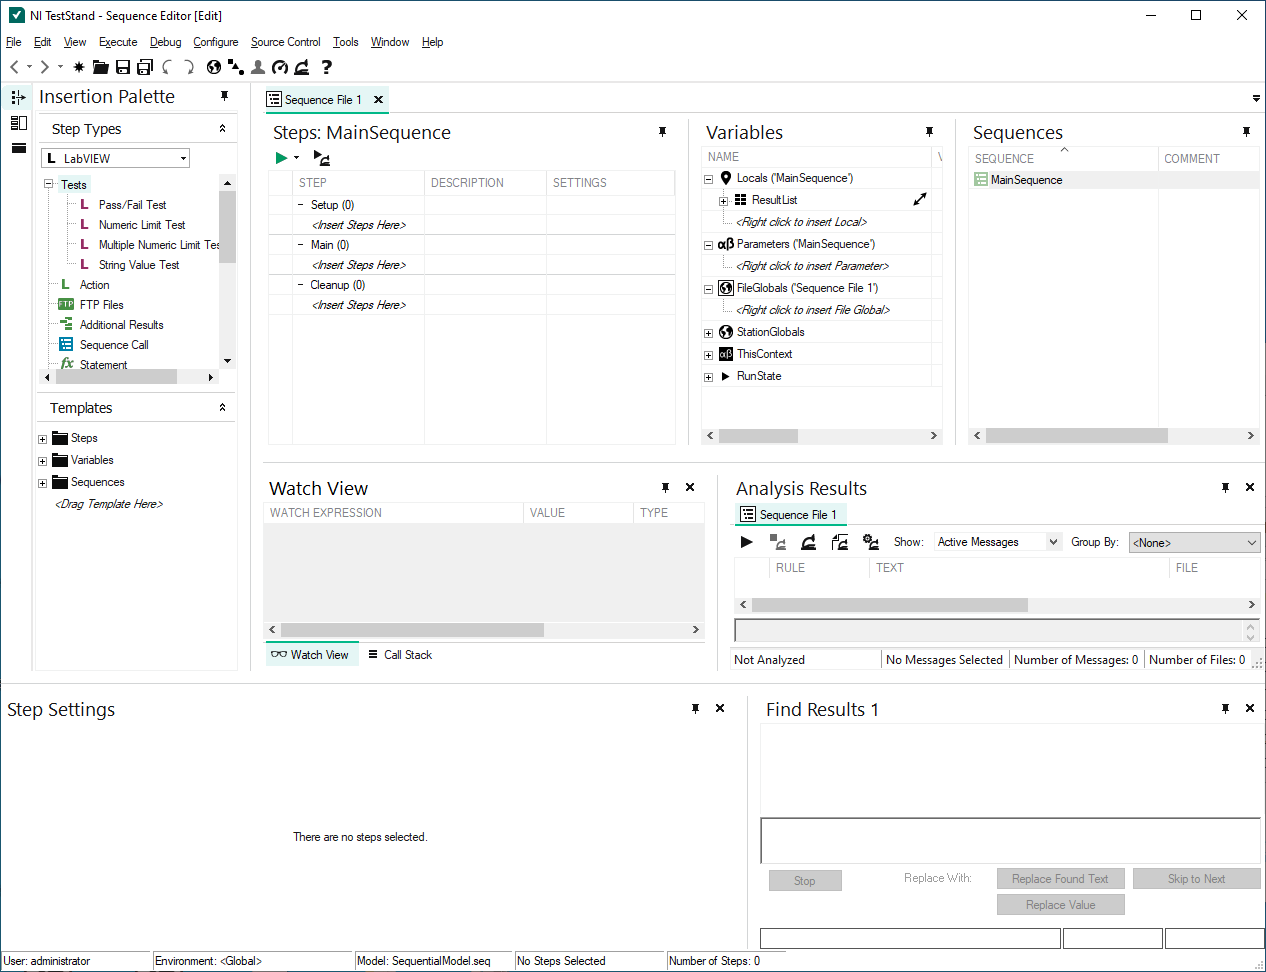 NI TestStand - Sequence Editor [Edit]
File Edit View Execute Debug Configure Source Control Tools Window Help
Insertion Palette
Step Types
L LabVIEW
Tests
L Pass/Fail Test
L Numeric Limit Test
L Multiple Numeric Limit Tes
L String Value Test
L Action
FTP FTP Files
Additional Results
Sequence Call
fx Statement
Templates
Steps
Variables
Sequences
<Drag Template Here>
Sequence File 1
Steps: MainSequence
STEP DESCRIPTION SETTINGS
Setup (0)
<Insert Steps Here>
Main (0)
<Insert Steps Here>
Cleanup (0)
<Insert Steps Here>
Variables
NAME V
Locals ('MainSequence')
ResultList
<Right click to insert Local>
αβ Parameters ('MainSequence')
<Right click to insert Parameter>
FileGlobals ('Sequence File 1')
<Right click to insert File Global>
StationGlobals
αβ ThisContext
RunState
Sequences
SEQUENCE COMMENT
MainSequence
Watch View
WATCH EXPRESSION VALUE TYPE
Watch View Call Stack
Analysis Results
Sequence File 1
Show: Active Messages Group By: <None>
RULE TEXT FILE
Not Analyzed No Messages Selected Number of Messages: 0 Number of Files: 0
Step Settings
There are no steps selected.
Find Results 1
Stop Replace With: Replace Found Text Skip to Next
Replace Value
User: administrator Environment: <Global> Model: SequentialModel.seq No Steps Selected Number of Steps: 0